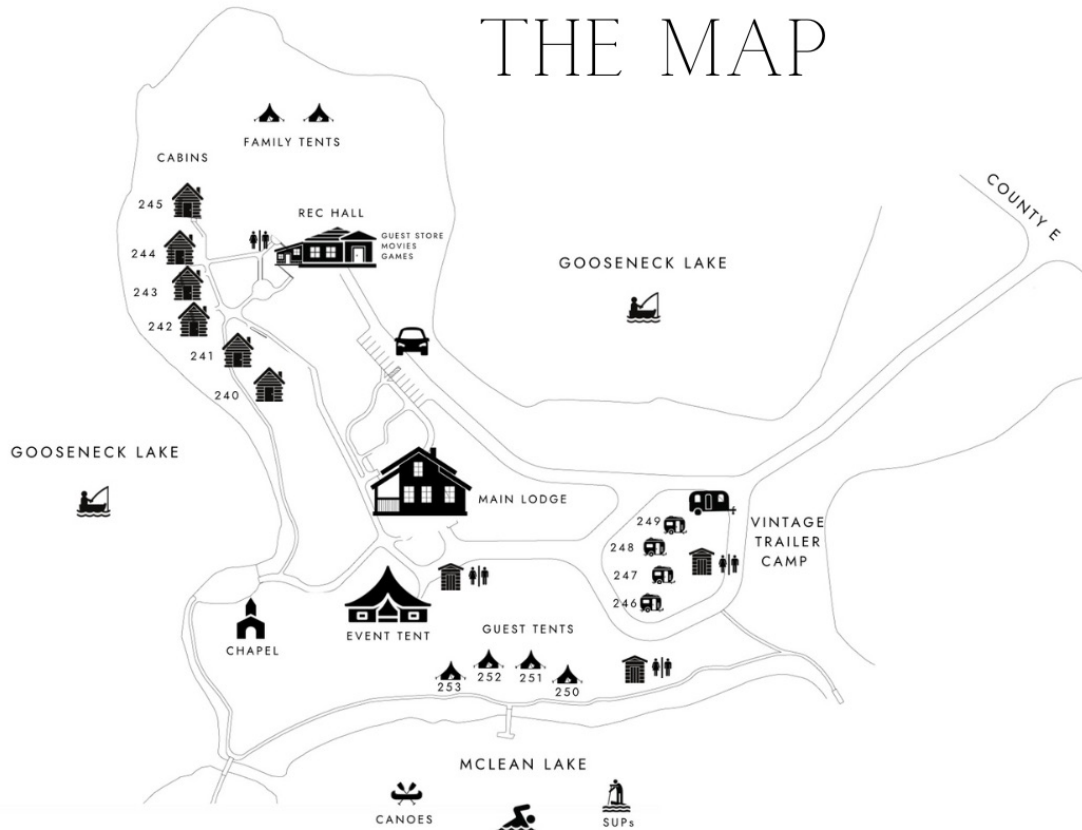 THE MAP
FAMILY TENTS
CABINS
245
REC HALL
GUEST STORE
MOVIES
GAMES
244
243
242
241
240
COUNTY E
GOOSENECK LAKE
GOOSENECK LAKE
MAIN LODGE
249
248
247
246
VINTAGE
TRAILER
CAMP
EVENT TENT
CHAPEL
GUEST TENTS
253
252
251
250
MCLEAN LAKE
CANOES
SUPs